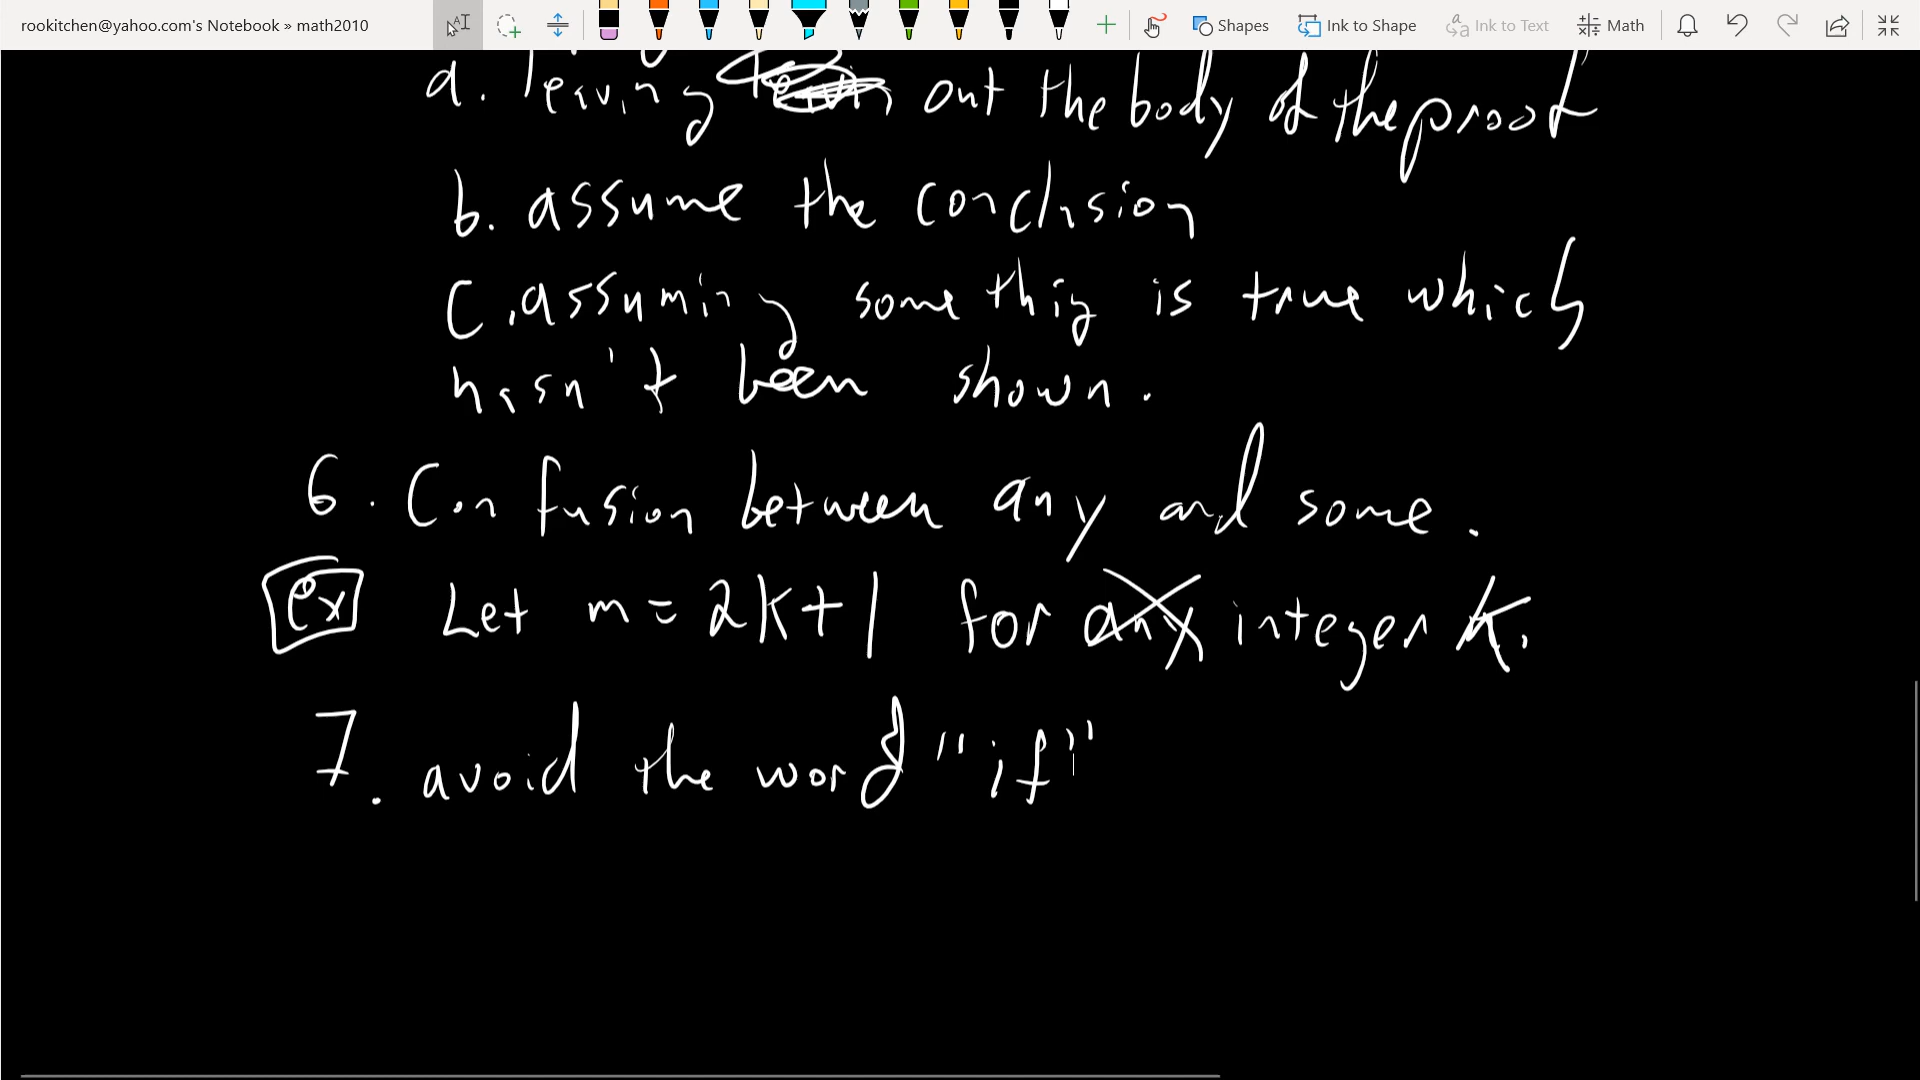 rookitchen@yahoo.com's Notebook » math2010
Shapes
Ink to Shape
Ink to Text
Math
a. leaving out the body of the proof
b. assume the conclusion
C. assuming somethig is true which
hasn't been shown.
6. Confusion between any and some.
ex Let m = 2k+1 for any integer k.
7. avoid the word "if"